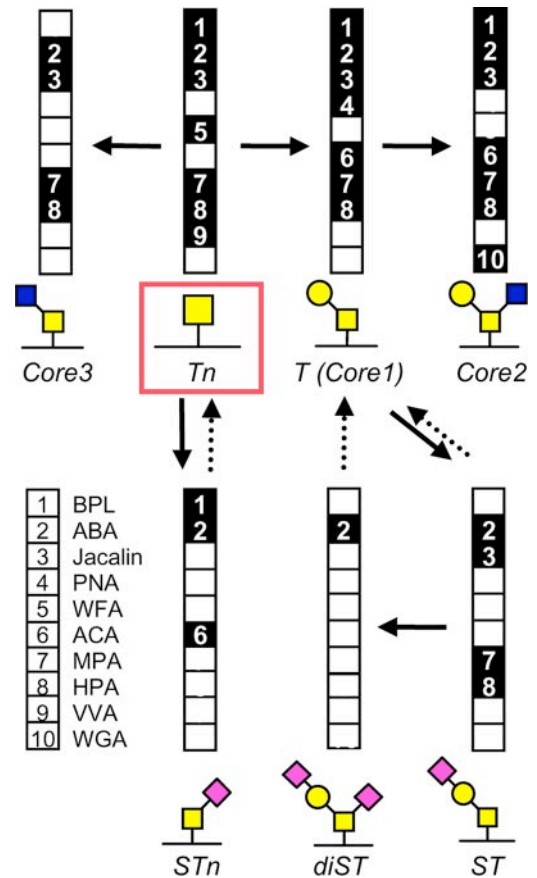 2
3
7
8
1
2
3
5
7
8
9
1
2
3
4
6
7
8
1
2
3
6
7
8
10
Core3
Tn
T (Core1)
Core2
1 BPL
2 ABA
3 Jacalin
4 PNA
5 WFA
6 ACA
7 MPA
8 HPA
9 VVA
10 WGA
1
2
6
2
2
3
7
8
STn
diST
ST